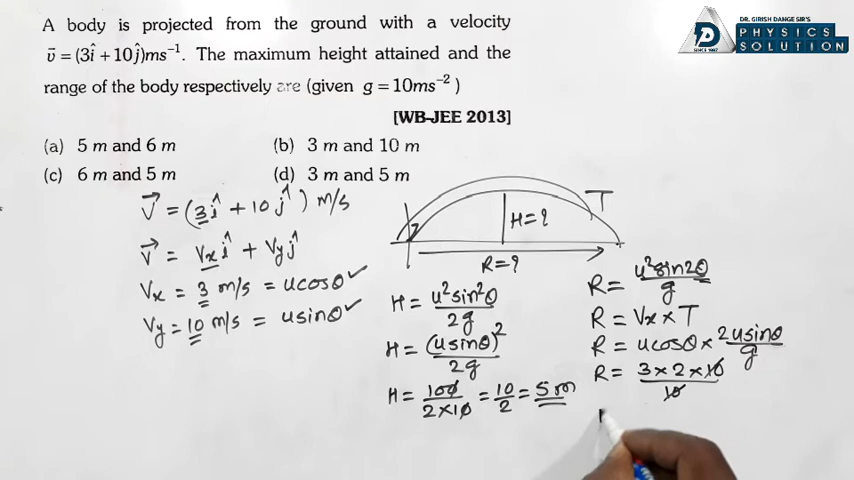 A body is projected from the ground with a velocity
v⃗ = (3î + 10ĵ)ms⁻¹. The maximum height attained and the
range of the body respectively are (given g = 10ms⁻²)
[WB-JEE 2013]
(a) 5 m and 6 m (b) 3 m and 10 m
(c) 6 m and 5 m (d) 3 m and 5 m
DR. GIRISH DANGE SIR'S
PHYSICS
SOLUTION
SINCE 1997
V⃗ = (3î + 10ĵ) m/s
V⃗ = Vxî + Vyĵ
Vx = 3 m/s = ucosθ ✓
Vy = 10 m/s = usinθ ✓
T
H = ?
R = ?
H = u²sin²θ / 2g
H = (usinθ)² / 2g
H = 100 / 2×10 = 10/2 = 5m
R = u²sin2θ / g
R = Vx × T
R = ucosθ × 2usinθ / g
R = 3 × 2 × 10 / 10